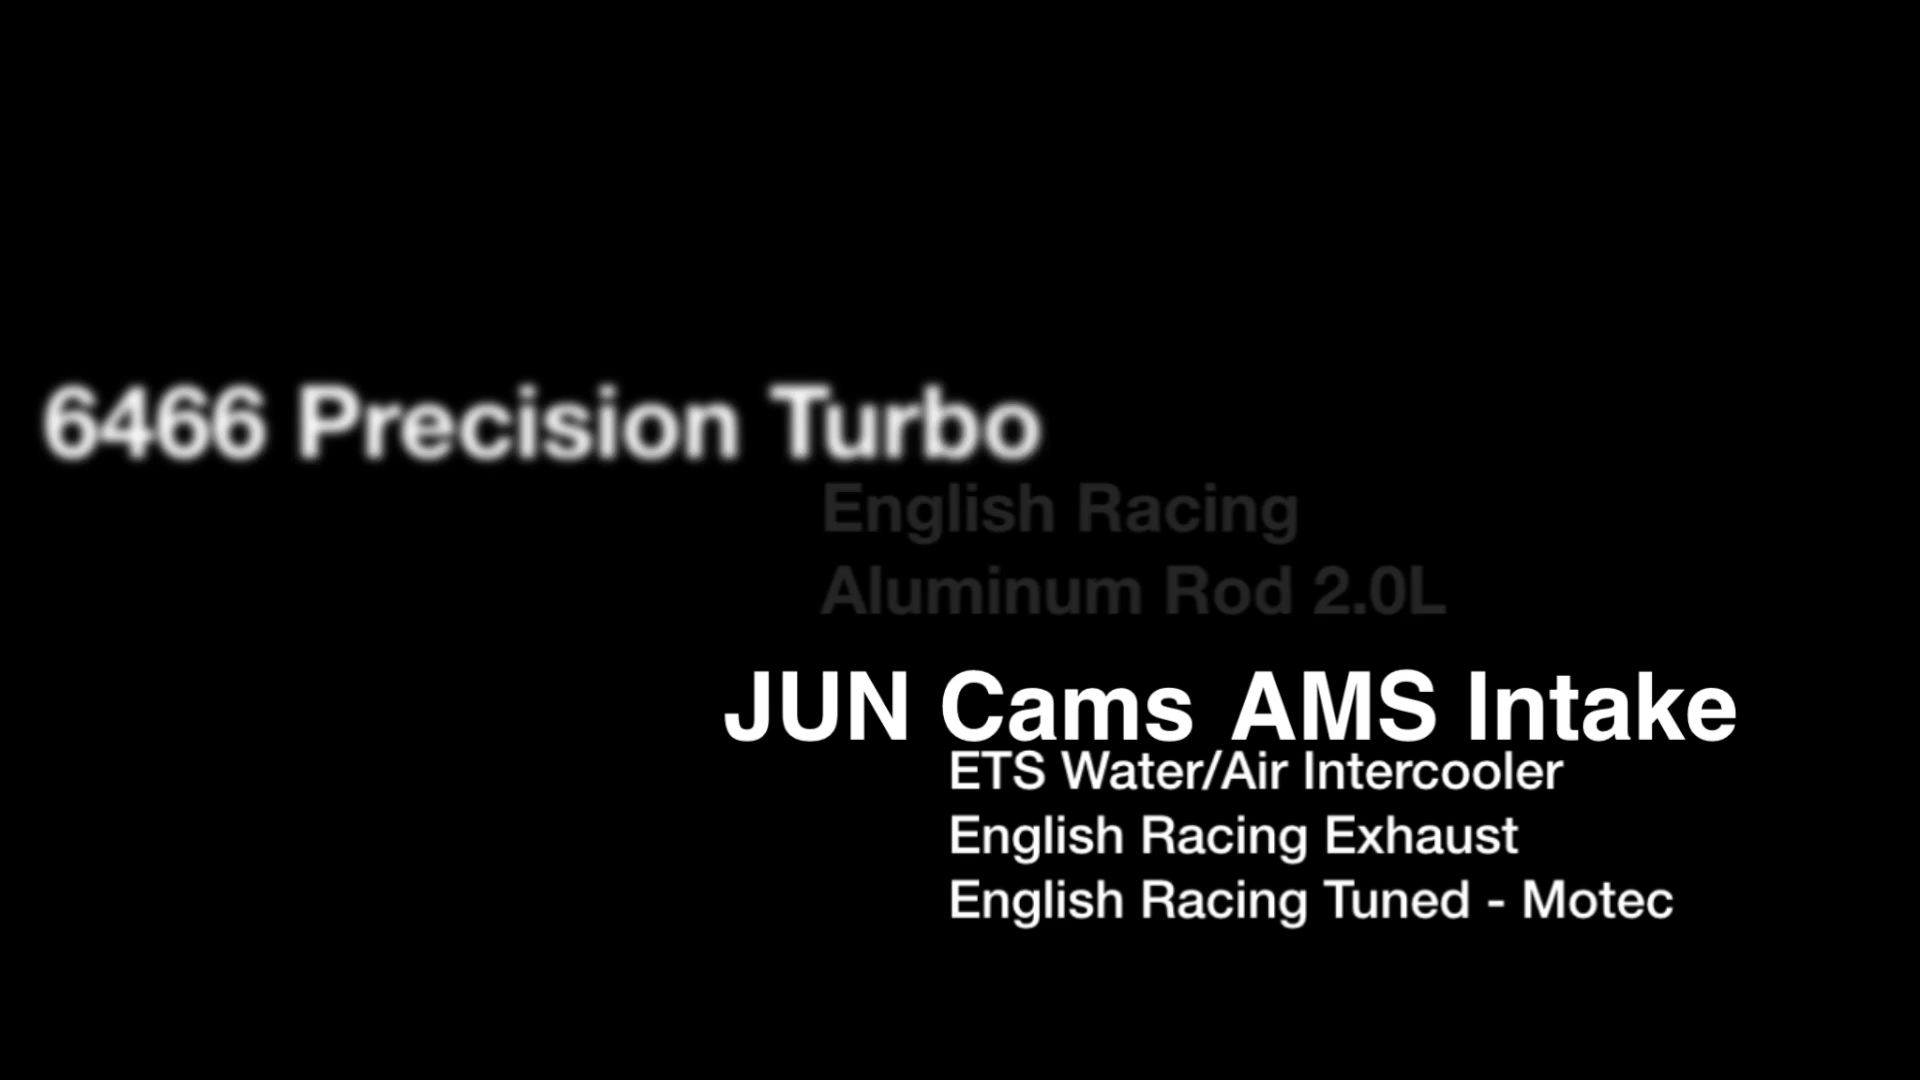 6466 Precision Turbo
English Racing
Aluminum Rod 2.0L
JUN Cams AMS Intake
ETS Water/Air Intercooler
English Racing Exhaust
English Racing Tuned - Motec